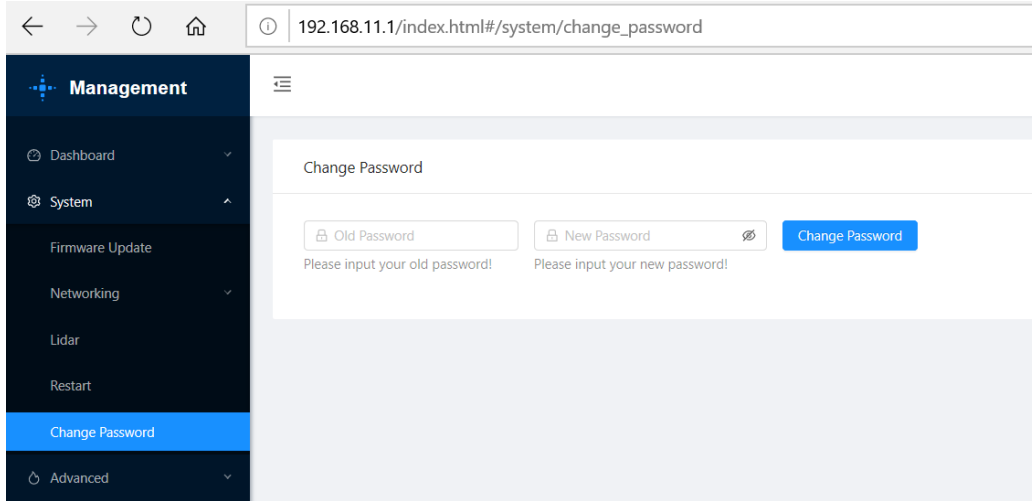 192.168.11.1/index.html#/system/change_password
Management
Dashboard
System
Firmware Update
Networking
Lidar
Restart
Change Password
Advanced
Change Password
Old Password
New Password
Change Password
Please input your old password!
Please input your new password!